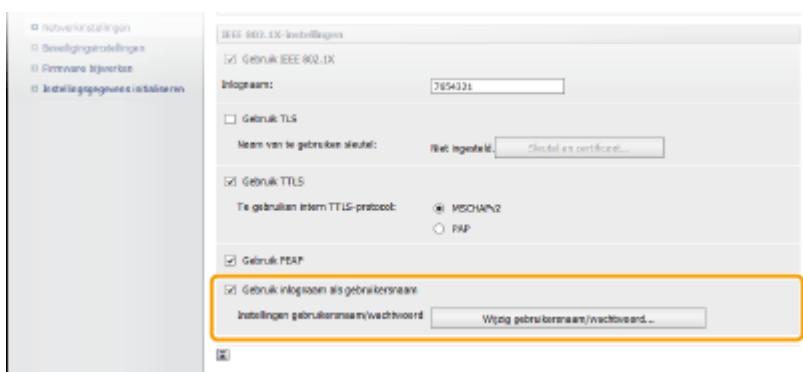 Netwerkinstellingen
Beveiligingsinstellingen
Firmware bijwerken
Instellingsgegevens initialiseren
IEEE 802.1X-instellingen
Gebruik IEEE 802.1X
Inlognaam: 7654321
Gebruik TLS
Naam van te gebruiken sleutel: Niet ingesteld. Sleutel en certificaat...
Gebruik TTLS
Te gebruiken intern TTLS-protocol: MSCHAPv2
PAP
Gebruik PEAP
Gebruik inlognaam als gebruikersnaam
Instellingen gebruikersnaam/wachtwoord Wijzig gebruikersnaam/wachtwoord...